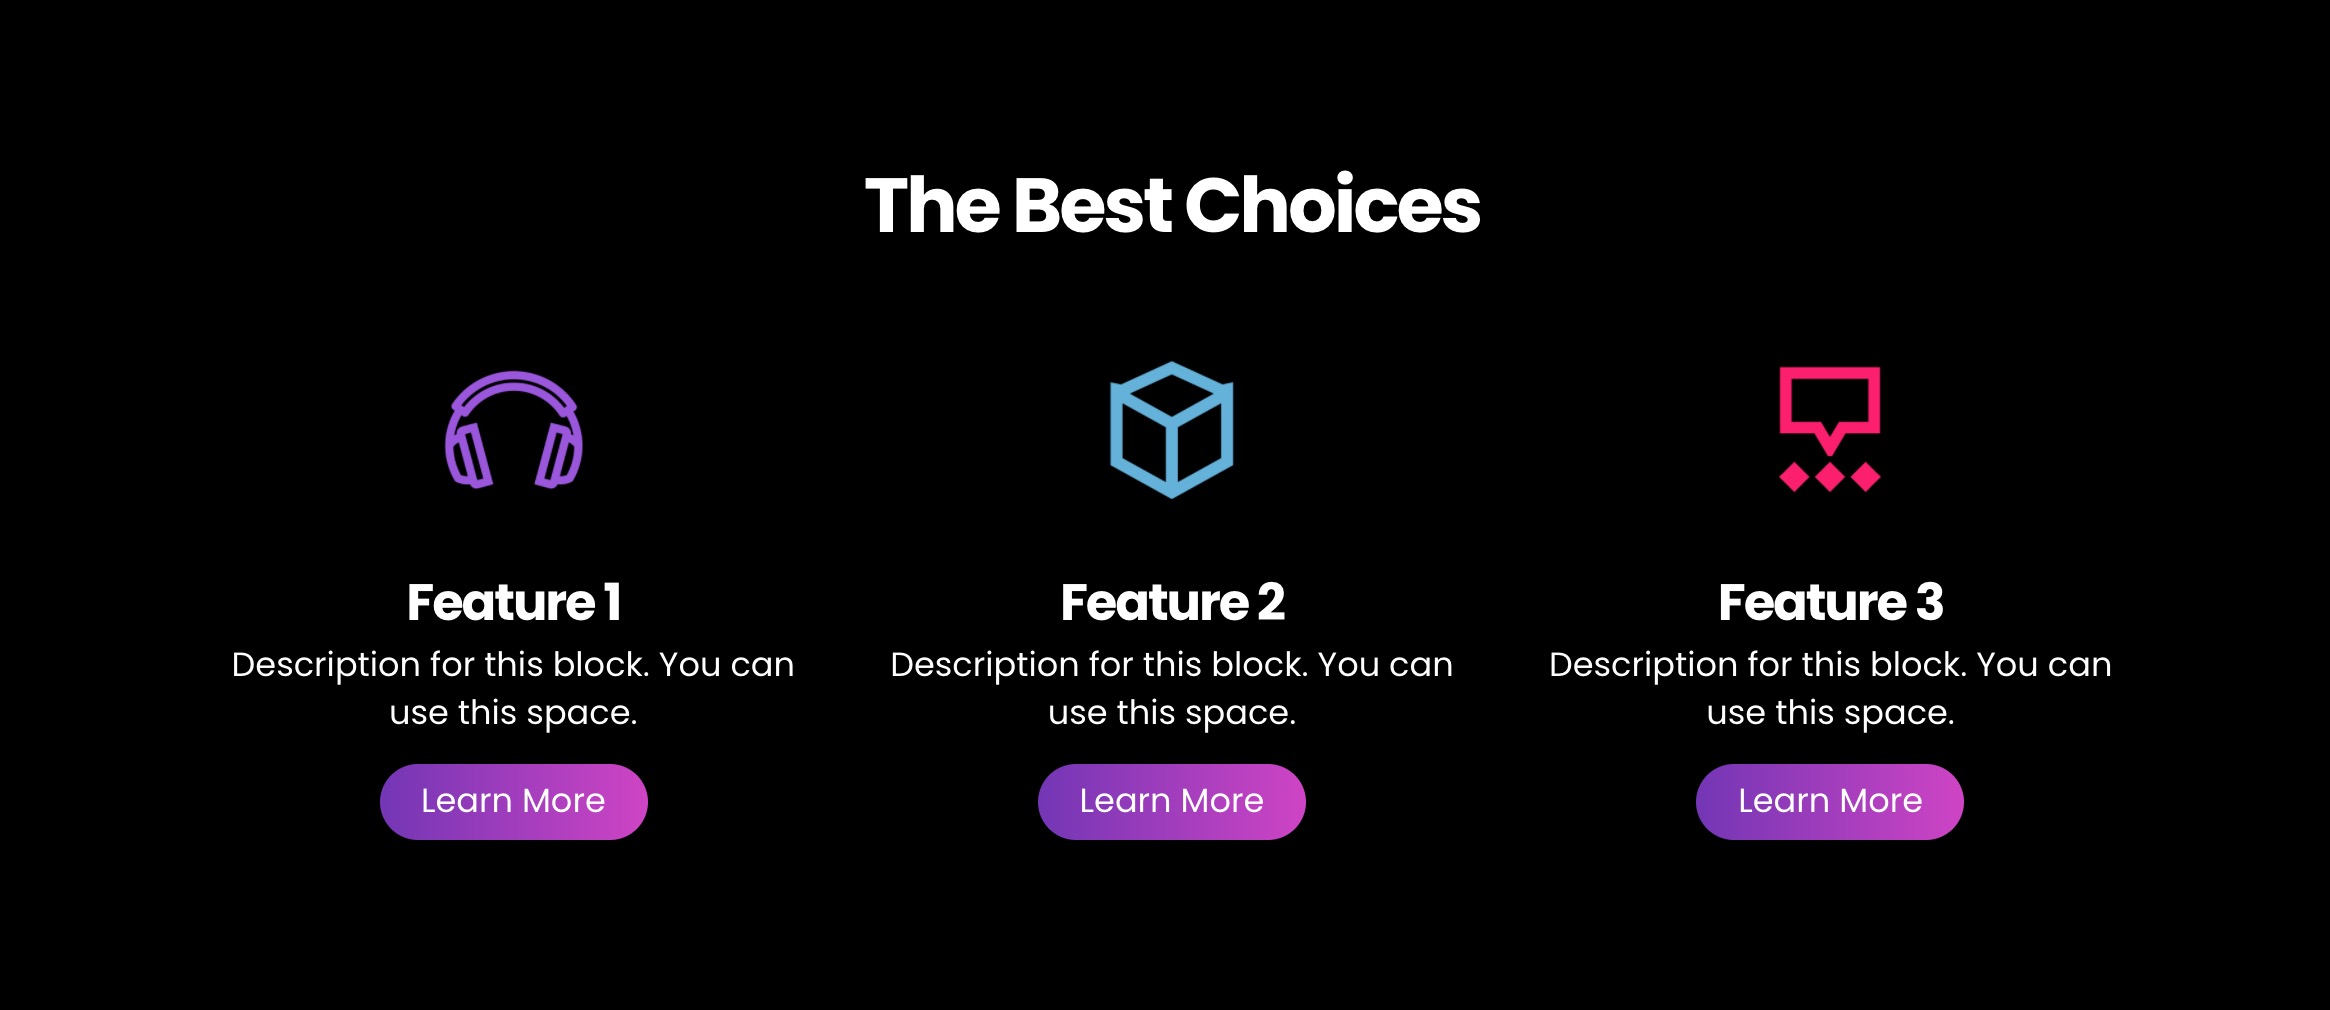 The Best Choices
Feature 1
Description for this block. You can
use this space.
Learn More
Feature 2
Description for this block. You can
use this space.
Learn More
Feature 3
Description for this block. You can
use this space.
Learn More